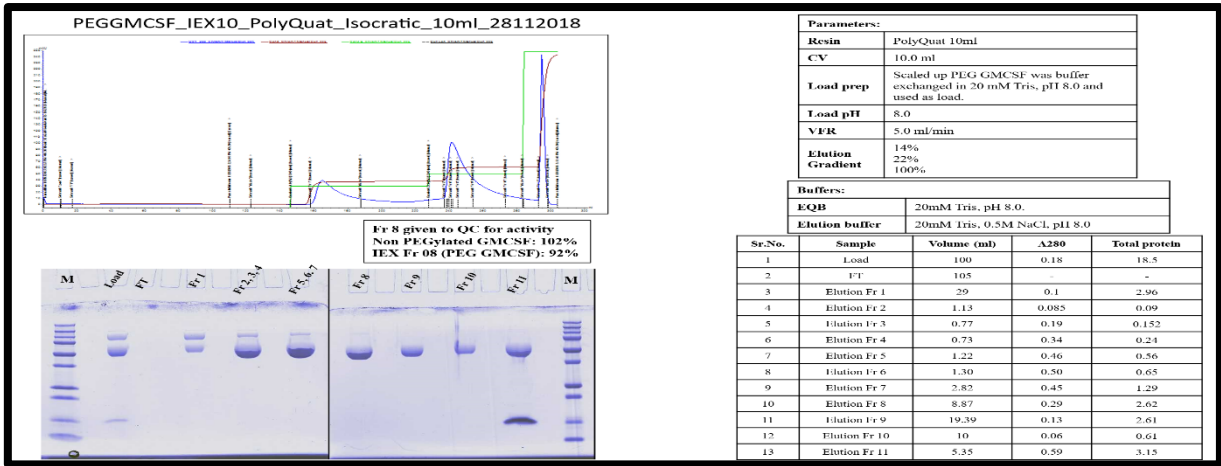 PEGGMCSF_IEX10_PolyQuat_Isocratic_10ml_28112018
Fr 8 given to QC for activity
Non PEGylated GMCSF: 102%
IEX Fr 08 (PEG GMCSF): 92%
M Load FT Fr 1 Fr 2, 3, 4 Fr 5, 6, 7 Fr 8 Fr 9 Fr 10 Fr 11 M
Parameters:
Resin PolyQuat 10ml
CV 10.0 ml
Load prep Scaled up PEG GMCSF was buffer
exchanged in 20 mM Tris, pH 8.0 and
used as load.
Load pH 8.0
VFR 5.0 ml/min
Elution Gradient 14%
22%
100%
Buffers:
EQB 20mM Tris, pH 8.0.
Elution buffer 20mM Tris, 0.5M NaCl, pH 8.0
Sr.No. Sample Volume (ml) A280 Total protein
1 Load 100 0.18 18.5
2 FT 105 - -
3 Elution Fr 1 29 0.1 2.96
4 Elution Fr 2 1.13 0.085 0.09
5 Elution Fr 3 0.77 0.19 0.152
6 Elution Fr 4 0.73 0.34 0.24
7 Elution Fr 5 1.22 0.46 0.56
8 Elution Fr 6 1.30 0.50 0.65
9 Elution Fr 7 2.82 0.45 1.29
10 Elution Fr 8 8.87 0.29 2.62
11 Elution Fr 9 19.39 0.13 2.61
12 Elution Fr 10 10 0.06 0.61
13 Elution Fr 11 5.35 0.59 3.15